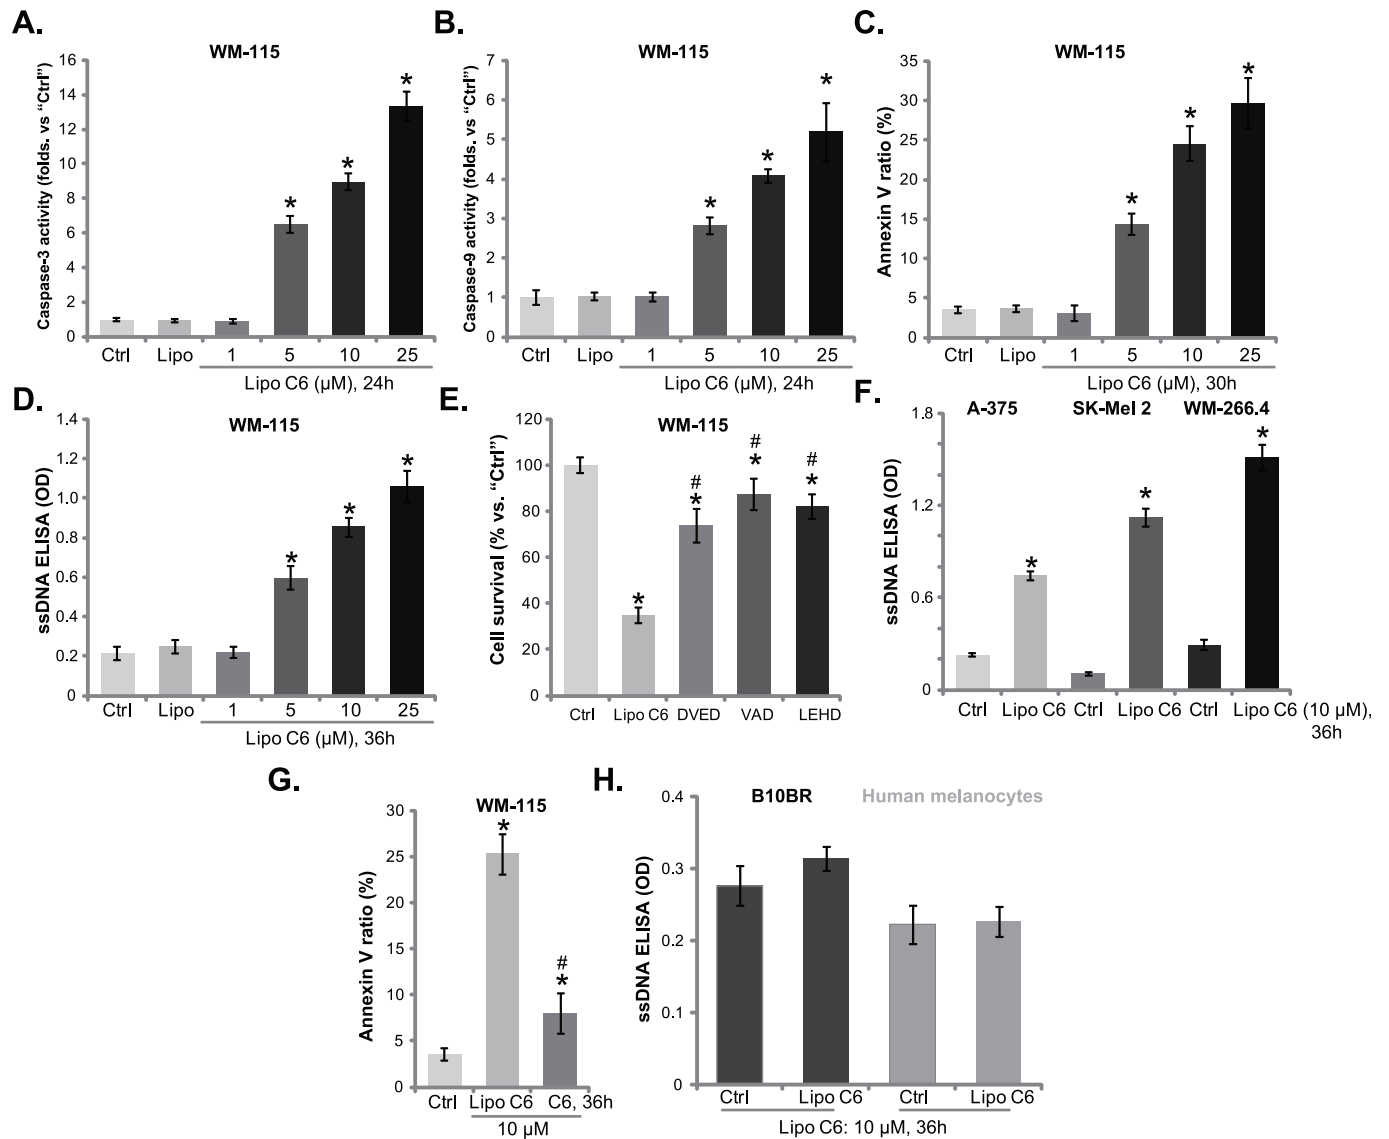 A.
WM-115
Caspase-3 activity (folds. vs “Ctrl”)
16
14
12
10
8
6
4
2
0
Ctrl Lipo 1 5 10 25
* * *
Lipo C6 (µM), 24h
B.
WM-115
Caspase-9 activity (folds. vs “Ctrl”)
7
6
5
4
3
2
1
0
Ctrl Lipo 1 5 10 25
* * *
Lipo C6 (µM), 24h
C.
WM-115
Annexin V ratio (%)
35
30
25
20
15
10
5
0
Ctrl Lipo 1 5 10 25
* * *
Lipo C6 (µM), 30h
D.
WM-115
ssDNA ELISA (OD)
1.4
1.2
1.0
0.8
0.6
0.4
0.2
0
Ctrl Lipo 1 5 10 25
* * *
Lipo C6 (µM), 36h
E.
WM-115
Cell survival (% vs. “Ctrl”)
120
100
80
60
40
20
0
# # #
* * * *
Ctrl Lipo C6 DVED VAD LEHD
F.
A-375 SK-Mel 2 WM-266.4
ssDNA ELISA (OD)
1.8
1.2
0.6
0
* * *
Ctrl Lipo C6 Ctrl Lipo C6 Ctrl Lipo C6 (10 µM),
36h
G.
WM-115
Annexin V ratio (%)
30
25
20
15
10
5
0
#
* *
Ctrl Lipo C6 C6, 36h
10 µM
H.
B10BR Human melanocytes
ssDNA ELISA (OD)
0.4
0.3
0.2
0.1
0
Ctrl Lipo C6 Ctrl Lipo C6
Lipo C6: 10 µM, 36h